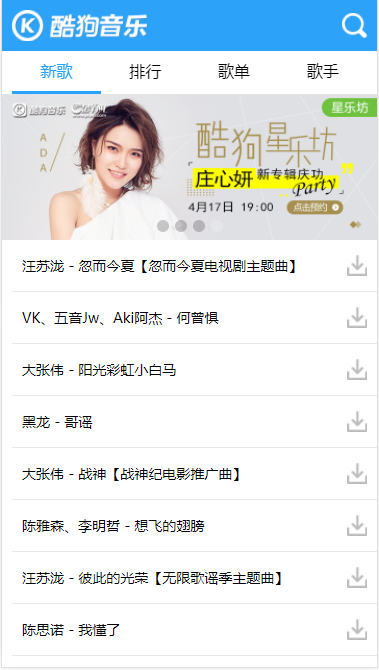 酷狗音乐
新歌
排行
歌单
歌手
酷狗音乐
星乐坊
ADA
酷狗星乐坊
庄心妍 新专辑庆功
Party
4月17日 19:00 点击预约
汪苏泷 - 忽而今夏【忽而今夏电视剧主题曲】
VK、五音Jw、Aki阿杰 - 何曾惧
大张伟 - 阳光彩虹小白马
黑龙 - 哥谣
大张伟 - 战神【战神纪电影推广曲】
陈雅森、李明哲 - 想飞的翅膀
汪苏泷 - 彼此的光荣【无限歌谣季主题曲】
陈思诺 - 我懂了